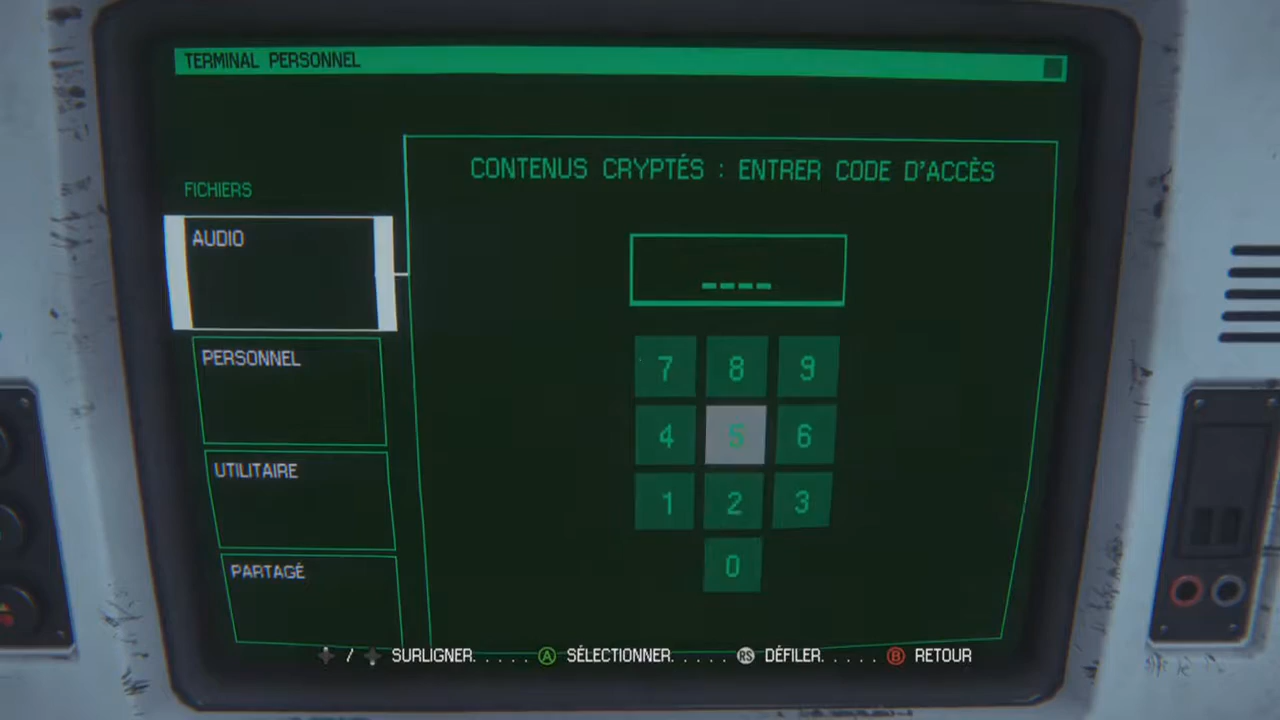 TERMINAL PERSONNEL
CONTENUS CRYPTÉS : ENTRER CODE D'ACCÈS
FICHIERS
AUDIO
PERSONNEL
UTILITAIRE
PARTAGÉ
_ _ _ _
7 8 9
4 5 6
1 2 3
0
/ SURLIGNER. . . . . A SÉLECTIONNER. . . . . RS DÉFILER. . . . . B RETOUR